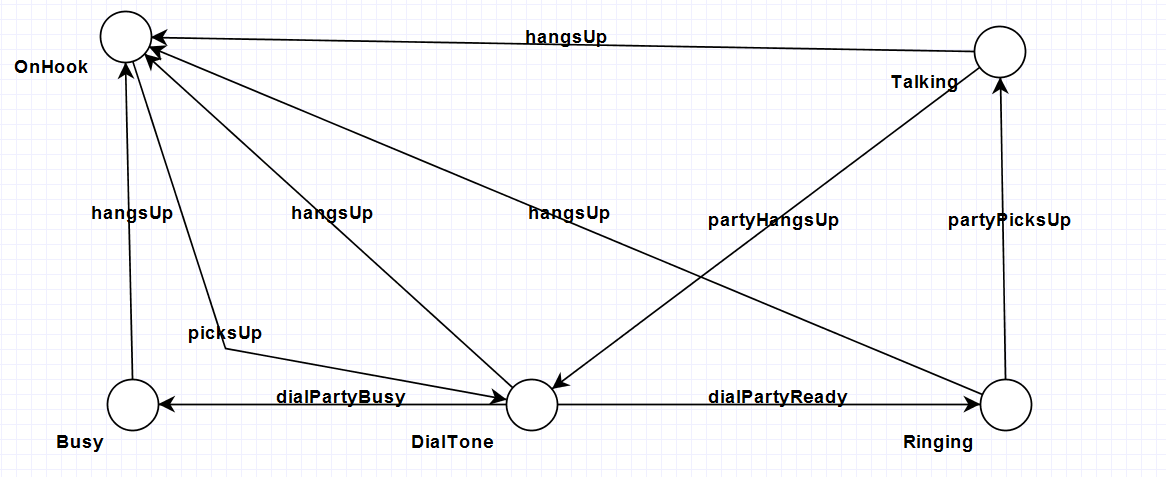 hangsUp
OnHook
Talking
hangsUp
hangsUp
hangsUp
partyHangsUp
partyPicksUp
picksUp
dialPartyBusy
dialPartyReady
Busy
DialTone
Ringing